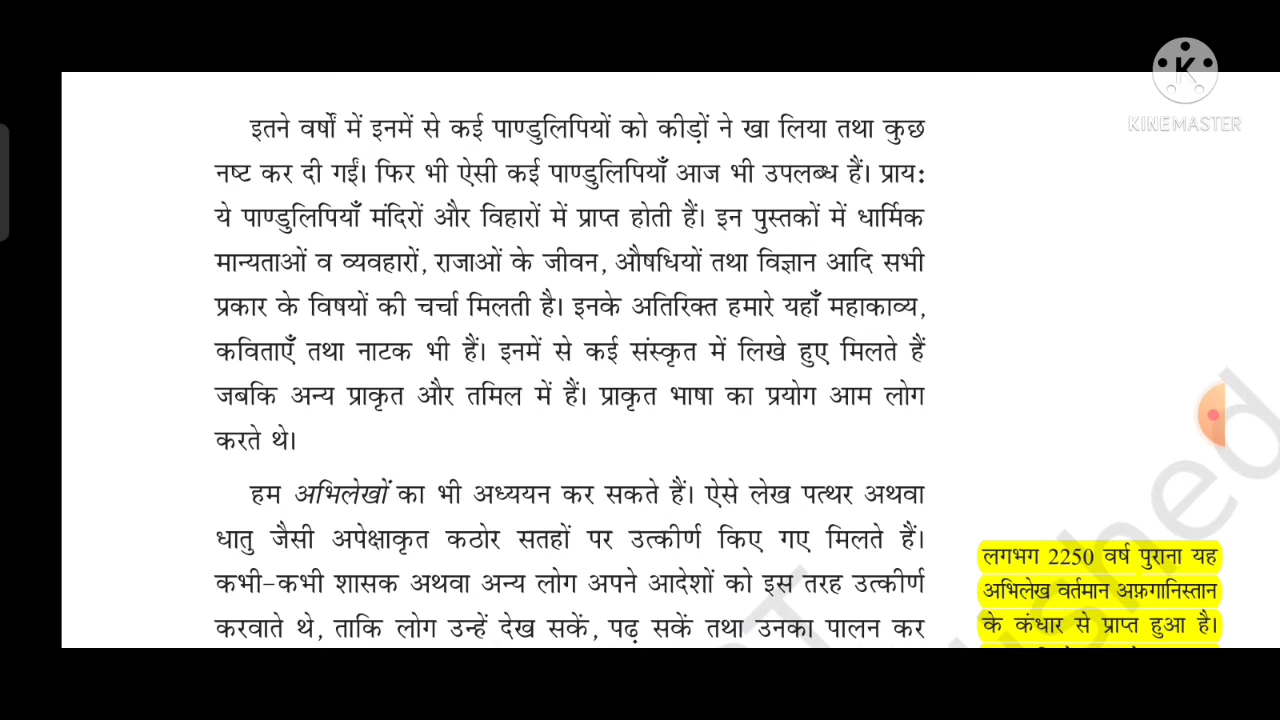 KINEMASTER
इतने वर्षों में इनमें से कई पाण्डुलिपियों को कीड़ों ने खा लिया तथा कुछ
नष्ट कर दी गईं। फिर भी ऐसी कई पाण्डुलिपियाँ आज भी उपलब्ध हैं। प्राय:
ये पाण्डुलिपियाँ मंदिरों और विहारों में प्राप्त होती हैं। इन पुस्तकों में धार्मिक
मान्यताओं व व्यवहारों, राजाओं के जीवन, औषधियों तथा विज्ञान आदि सभी
प्रकार के विषयों की चर्चा मिलती है। इनके अतिरिक्त हमारे यहाँ महाकाव्य,
कविताएँ तथा नाटक भी हैं। इनमें से कई संस्कृत में लिखे हुए मिलते हैं
जबकि अन्य प्राकृत और तमिल में हैं। प्राकृत भाषा का प्रयोग आम लोग
करते थे।
हम अभिलेखों का भी अध्ययन कर सकते हैं। ऐसे लेख पत्थर अथवा
धातु जैसी अपेक्षाकृत कठोर सतहों पर उत्कीर्ण किए गए मिलते हैं।
कभी-कभी शासक अथवा अन्य लोग अपने आदेशों को इस तरह उत्कीर्ण
करवाते थे, ताकि लोग उन्हें देख सकें, पढ़ सकें तथा उनका पालन कर
लगभग 2250 वर्ष पुराना यह
अभिलेख वर्तमान अफ़गानिस्तान
के कंधार से प्राप्त हुआ है।